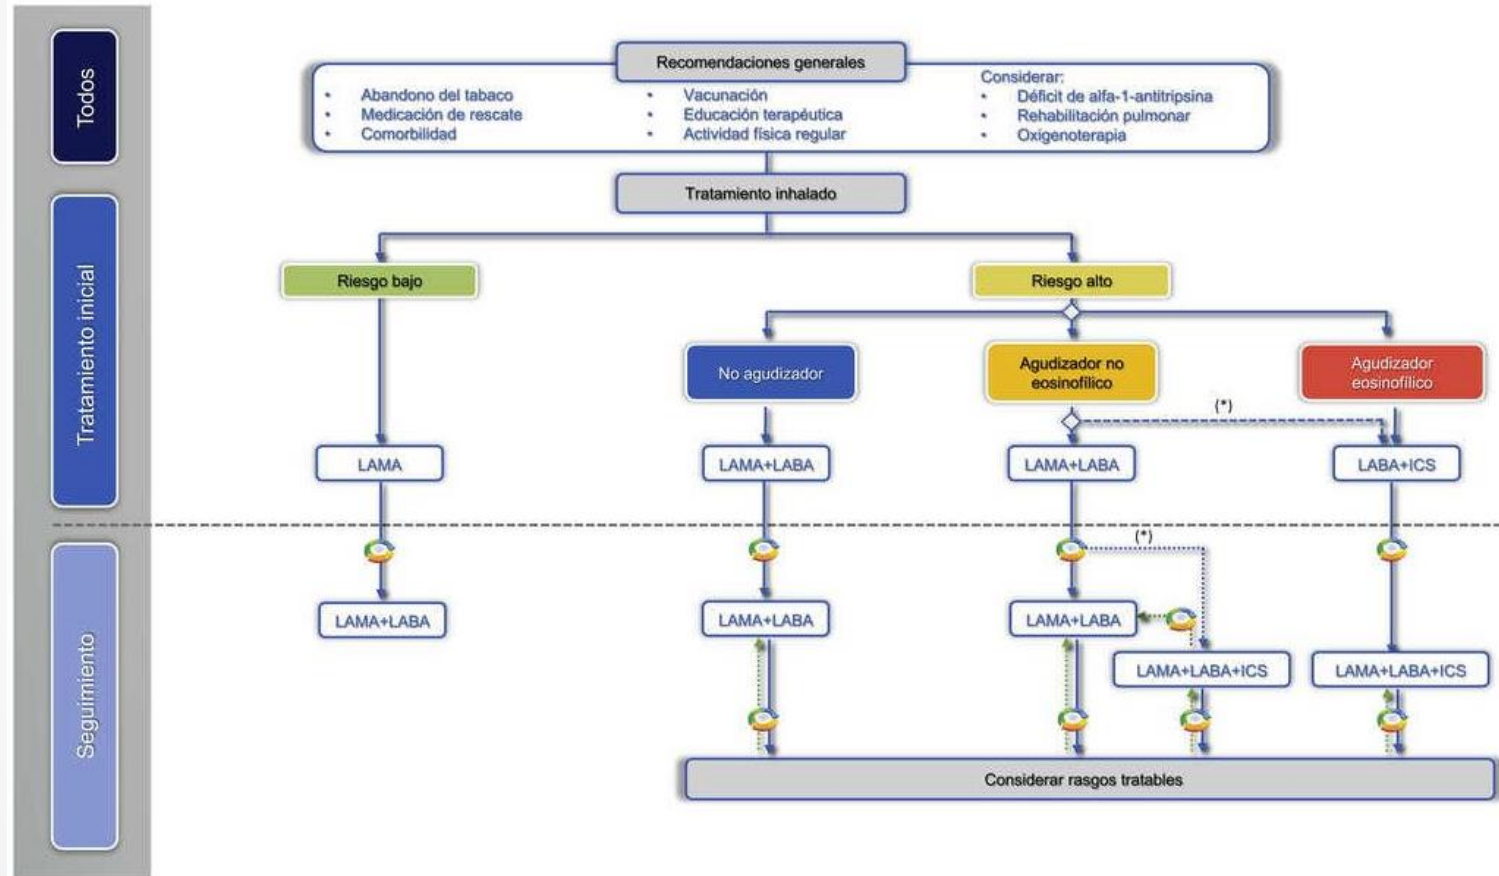 Todos
Recomendaciones generales
• Abandono del tabaco
• Medicación de rescate
• Comorbilidad
• Vacunación
• Educación terapéutica
• Actividad física regular
Considerar:
• Déficit de alfa-1-antitripsina
• Rehabilitación pulmonar
• Oxigenoterapia
Tratamiento inicial
Tratamiento inhalado
Riesgo bajo
Riesgo alto
No agudizador
Agudizador no
eosinofílico
Agudizador
eosinofílico
(*)
LAMA
LAMA+LABA
LAMA+LABA
LABA+ICS
Seguimiento
(*)
LAMA+LABA
LAMA+LABA
LAMA+LABA
LAMA+LABA+ICS
LAMA+LABA+ICS
Considerar rasgos tratables